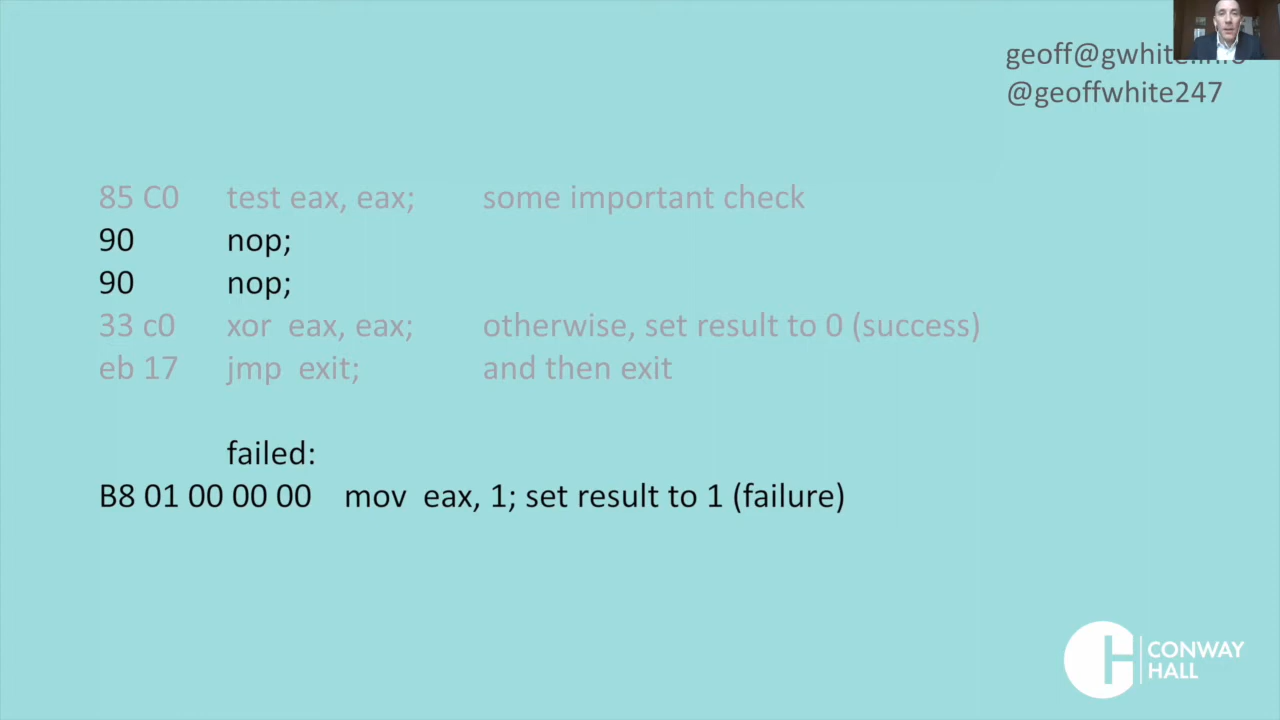 geoff@gwhite.info
@geoffwhite247
85 C0 test eax, eax; some important check
90 nop;
90 nop;
33 c0 xor eax, eax; otherwise, set result to 0 (success)
eb 17 jmp exit; and then exit
failed:
B8 01 00 00 00 mov eax, 1; set result to 1 (failure)
CONWAY
HALL